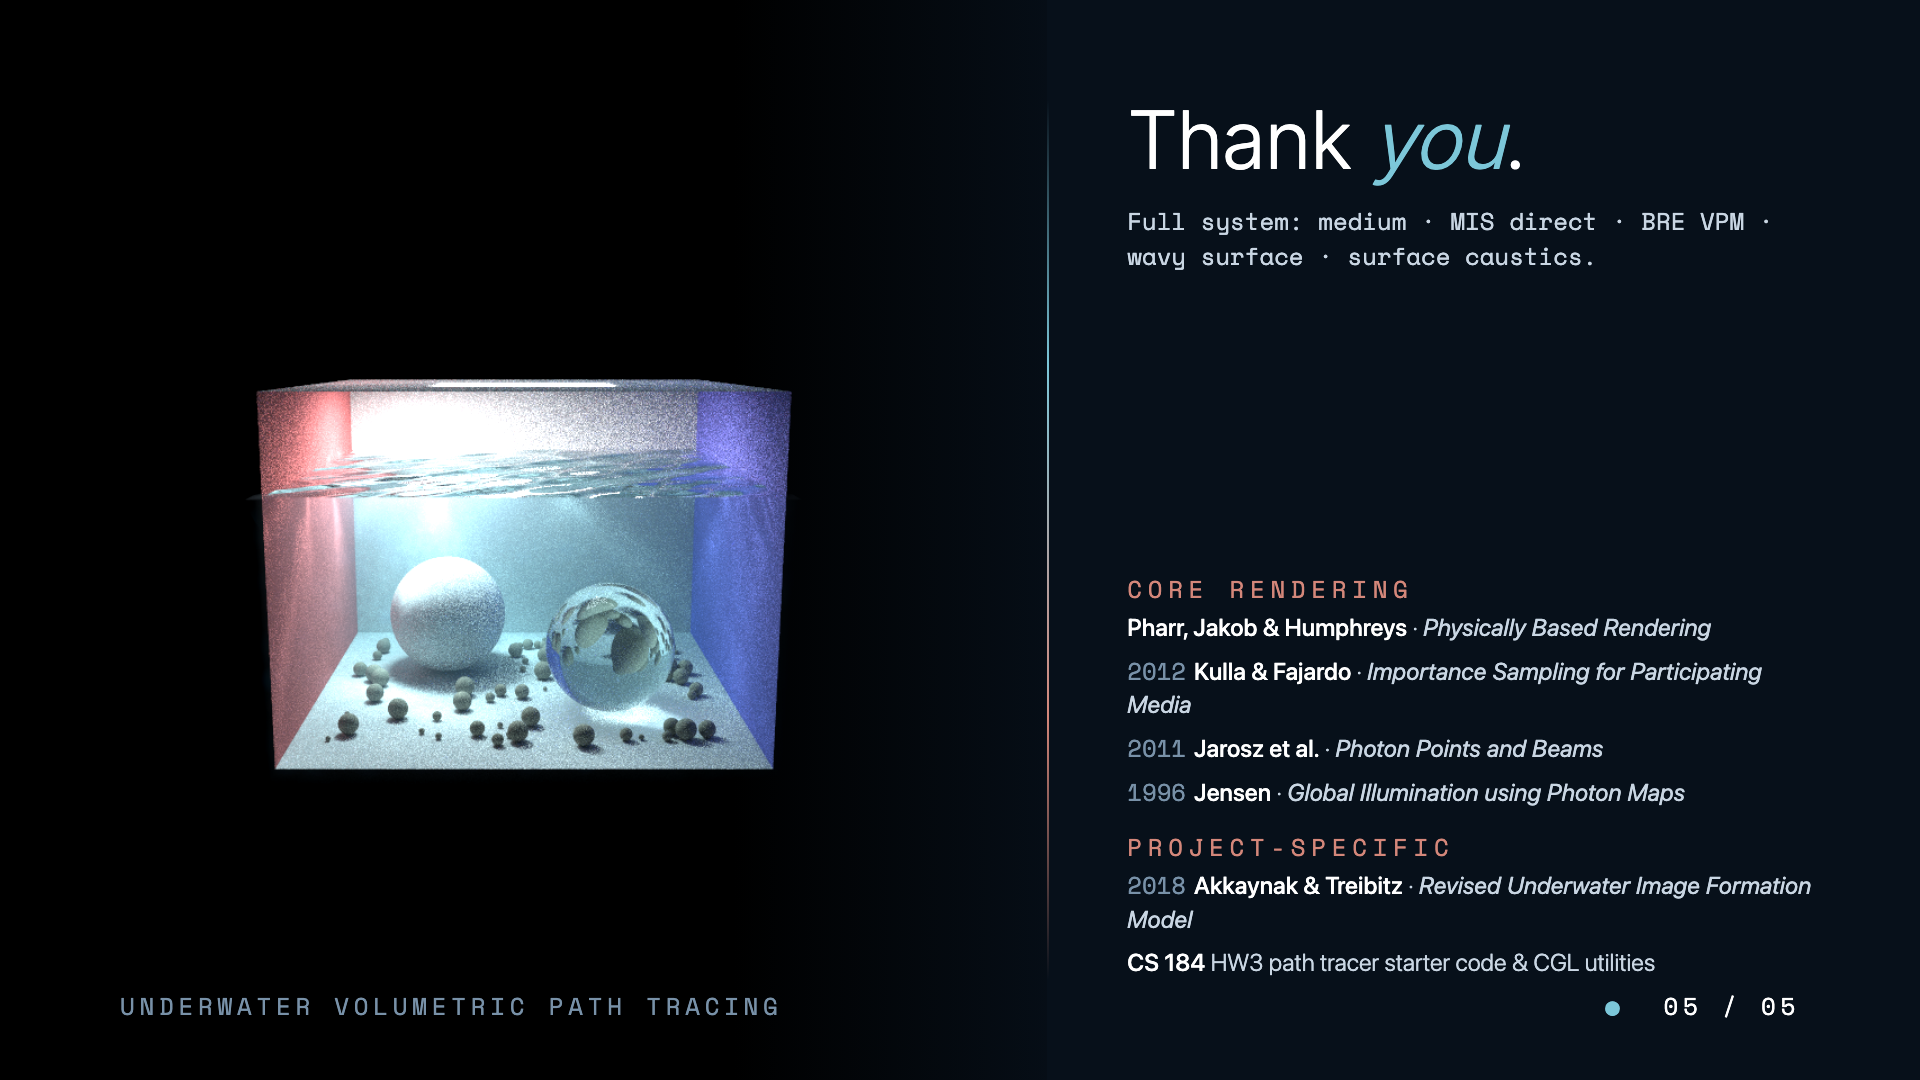 Thank you.
Full system: medium · MIS direct · BRE VPM ·
wavy surface · surface caustics.
CORE RENDERING
Pharr, Jakob & Humphreys · Physically Based Rendering
2012 Kulla & Fajardo · Importance Sampling for Participating
Media
2011 Jarosz et al. · Photon Points and Beams
1996 Jensen · Global Illumination using Photon Maps
PROJECT-SPECIFIC
2018 Akkaynak & Treibitz · Revised Underwater Image Formation
Model
CS 184 HW3 path tracer starter code & CGL utilities
UNDERWATER VOLUMETRIC PATH TRACING
05 / 05